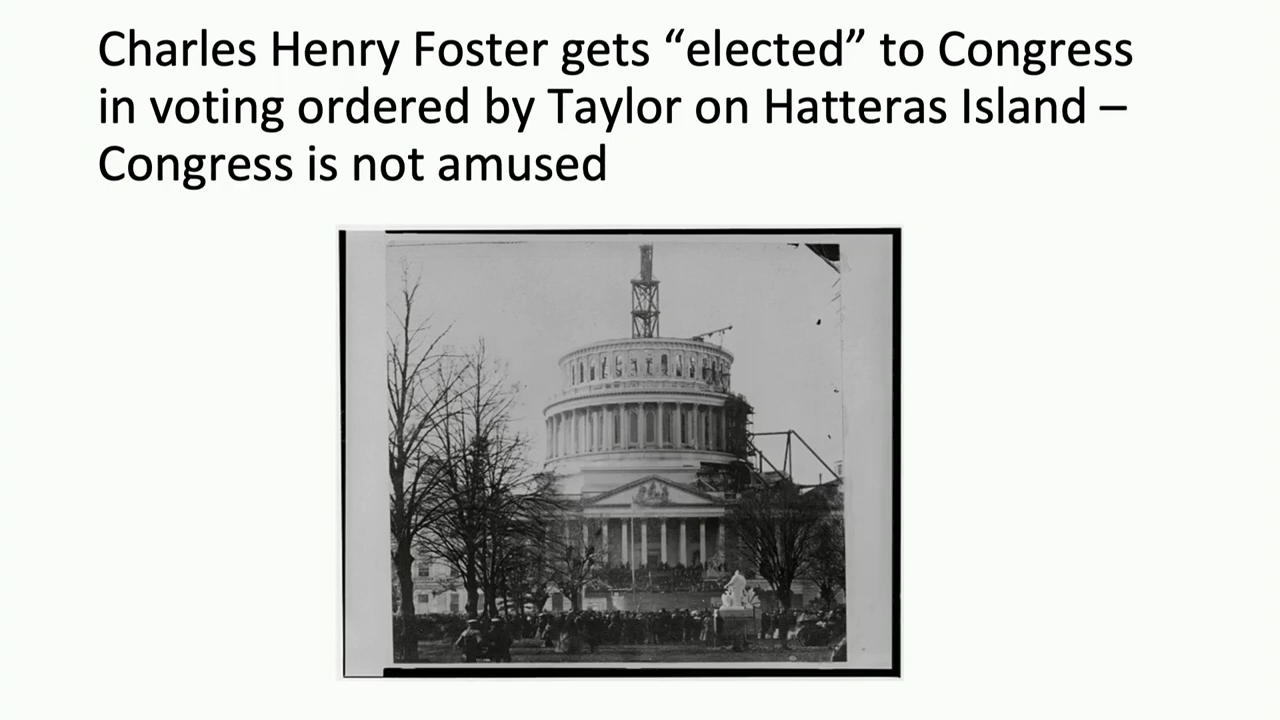 Charles Henry Foster gets “elected” to Congress
in voting ordered by Taylor on Hatteras Island –
Congress is not amused